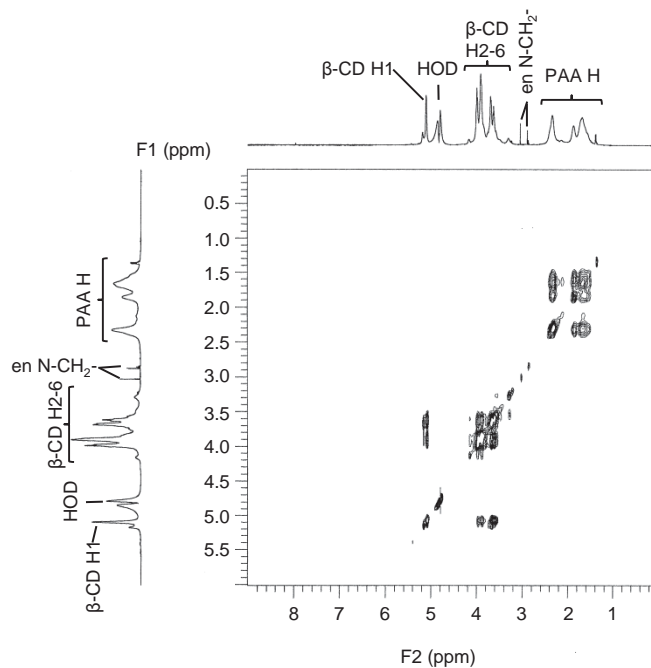 β-CD
H2-6
en N-CH2-
β-CD H1
HOD
PAA H
F1 (ppm)
0.5
1.0
1.5
2.0
2.5
3.0
3.5
4.0
4.5
5.0
5.5
PAA H
en N-CH₂-
β-CD H2-6
HOD
β-CD H1
8 7 6 5 4 3 2 1
F2 (ppm)